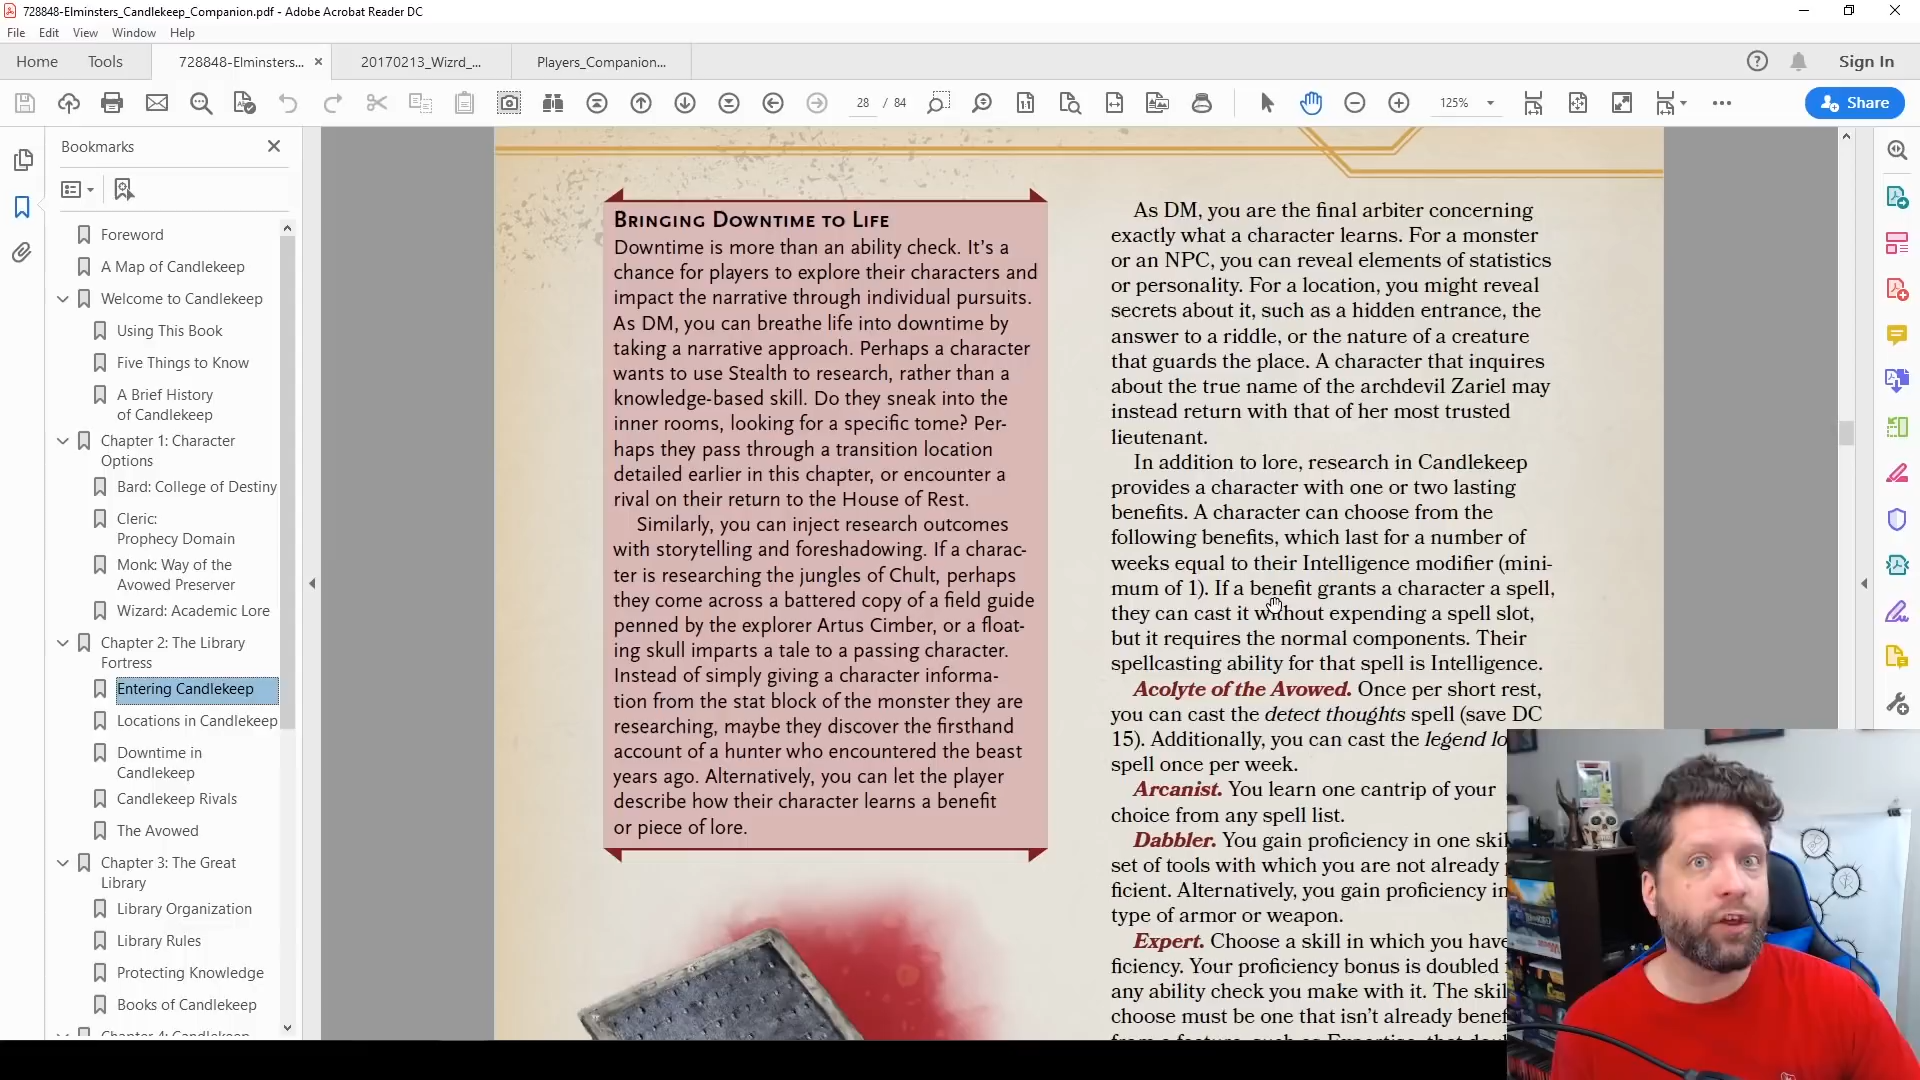 728848-Elminsters_Candlekeep_Companion.pdf - Adobe Acrobat Reader DC
File Edit View Window Help
Home Tools 728848-Elminsters... 20170213_Wizrd_... Players_Companion... Sign In
28 / 84 125% Share
Bookmarks
Foreword
A Map of Candlekeep
Welcome to Candlekeep
Using This Book
Five Things to Know
A Brief History
of Candlekeep
Chapter 1: Character
Options
Bard: College of Destiny
Cleric:
Prophecy Domain
Monk: Way of the
Avowed Preserver
Wizard: Academic Lore
Chapter 2: The Library
Fortress
Entering Candlekeep
Locations in Candlekeep
Downtime in
Candlekeep
Candlekeep Rivals
The Avowed
Chapter 3: The Great
Library
Library Organization
Library Rules
Protecting Knowledge
Books of Candlekeep
Bringing Downtime to Life
Downtime is more than an ability check. It's a
chance for players to explore their characters and
impact the narrative through individual pursuits.
As DM, you can breathe life into downtime by
taking a narrative approach. Perhaps a character
wants to use Stealth to research, rather than a
knowledge-based skill. Do they sneak into the
inner rooms, looking for a specific tome? Per-
haps they pass through a transition location
detailed earlier in this chapter, or encounter a
rival on their return to the House of Rest.
Similarly, you can inject research outcomes
with storytelling and foreshadowing. If a charac-
ter is researching the jungles of Chult, perhaps
they come across a battered copy of a field guide
penned by the explorer Artus Cimber, or a float-
ing skull imparts a tale to a passing character.
Instead of simply giving a character informa-
tion from the stat block of the monster they are
researching, maybe they discover the firsthand
account of a hunter who encountered the beast
years ago. Alternatively, you can let the player
describe how their character learns a benefit
or piece of lore.
As DM, you are the final arbiter concerning
exactly what a character learns. For a monster
or an NPC, you can reveal elements of statistics
or personality. For a location, you might reveal
secrets about it, such as a hidden entrance, the
answer to a riddle, or the nature of a creature
that guards the place. A character that inquires
about the true name of the archdevil Zariel may
instead return with that of her most trusted
lieutenant.
In addition to lore, research in Candlekeep
provides a character with one or two lasting
benefits. A character can choose from the
following benefits, which last for a number of
weeks equal to their Intelligence modifier (mini-
mum of 1). If a benefit grants a character a spell,
they can cast it without expending a spell slot,
but it requires the normal components. Their
spellcasting ability for that spell is Intelligence.
Acolyte of the Avowed. Once per short rest,
you can cast the detect thoughts spell (save DC
15). Additionally, you can cast the legend lo
spell once per week.
Arcanist. You learn one cantrip of your
choice from any spell list.
Dabbler. You gain proficiency in one skil
set of tools with which you are not already
ficient. Alternatively, you gain proficiency in
type of armor or weapon.
Expert. Choose a skill in which you have
ficiency. Your proficiency bonus is doubled
any ability check you make with it. The skil
choose must be one that isn't already benef